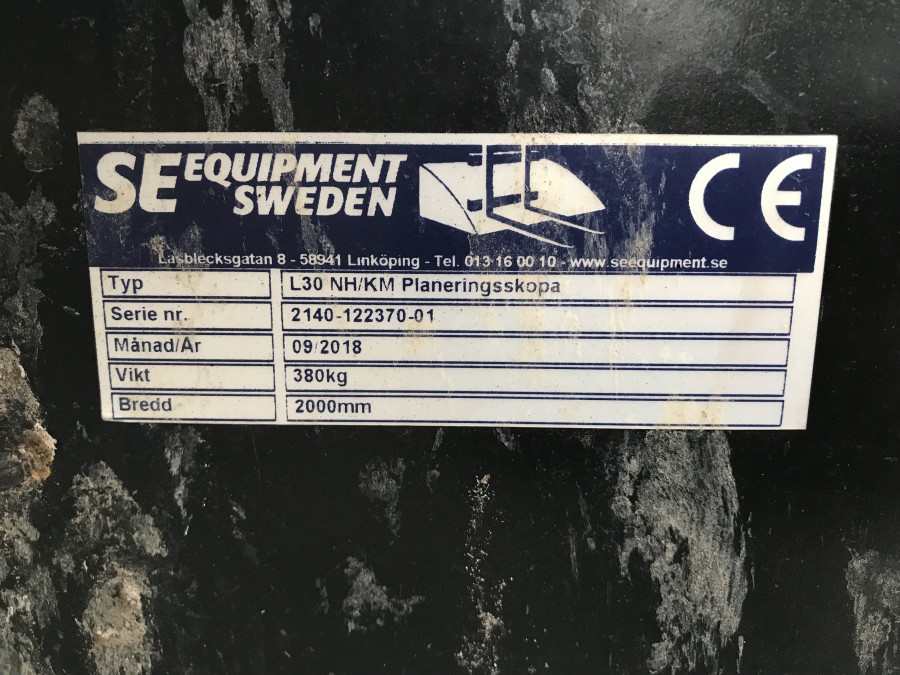 SE EQUIPMENT SWEDEN CE
Låsblecksgatan 8 - 58941 Linköping - Tel. 013 16 00 10 - www.seequipment.se
Typ L30 NH/KM Planeringsskopa
Serie nr. 2140-122370-01
Månad/År 09/2018
Vikt 380kg
Bredd 2000mm